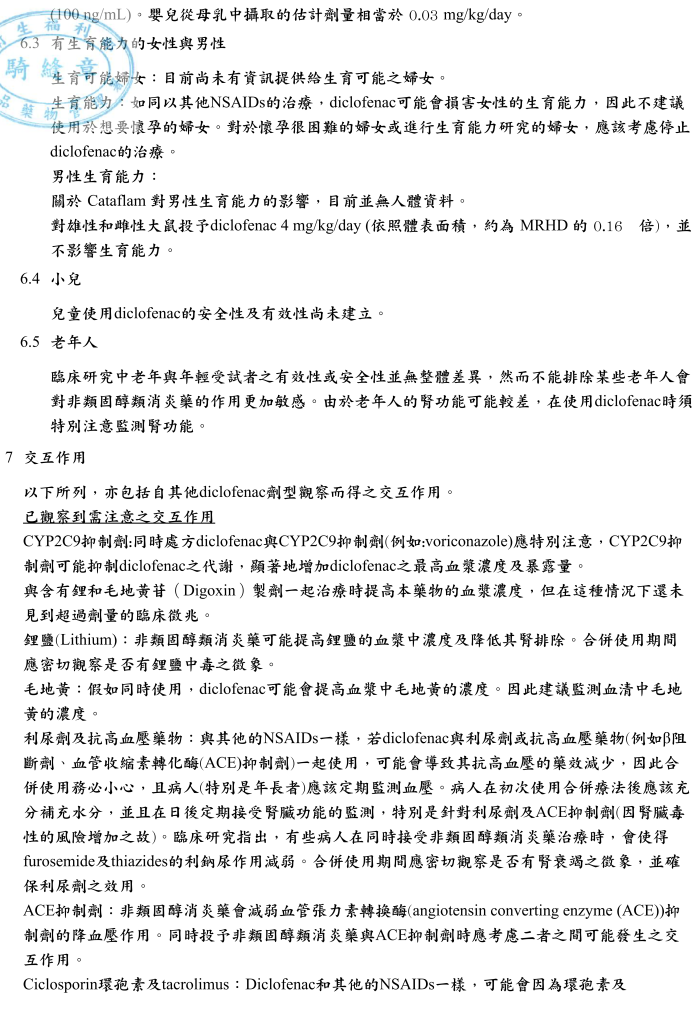 (100 ng/mL)。嬰兒從母乳中攝取的估計劑量相當於 0.03 mg/kg/day。
6.3 有生育能力的女性與男性
生育可能婦女：目前尚未有資訊提供給生育可能之婦女。
生育能力：如同以其他NSAIDs的治療，diclofenac可能會損害女性的生育能力，因此不建議
使用於想要懷孕的婦女。對於懷孕很困難的婦女或進行生育能力研究的婦女，應該考慮停止
diclofenac的治療。
男性生育能力：
關於 Cataflam 對男性生育能力的影響，目前並無人體資料。
對雄性和雌性大鼠投予diclofenac 4 mg/kg/day (依照體表面積，約為 MRHD 的 0.16 倍)，並
不影響生育能力。
6.4 小兒
兒童使用diclofenac的安全性及有效性尚未建立。
6.5 老年人
臨床研究中老年與年輕受試者之有效性或安全性並無整體差異，然而不能排除某些老年人會
對非類固醇類消炎藥的作用更加敏感。由於老年人的腎功能可能較差，在使用diclofenac時須
特別注意監測腎功能。
7 交互作用
以下所列，亦包括自其他diclofenac劑型觀察而得之交互作用。
已觀察到需注意之交互作用
CYP2C9抑制劑:同時處方diclofenac與CYP2C9抑制劑(例如:voriconazole)應特別注意，CYP2C9抑
制劑可能抑制diclofenac之代謝，顯著地增加diclofenac之最高血漿濃度及暴露量。
與含有鋰和毛地黃苷（Digoxin）製劑一起治療時提高本藥物的血漿濃度，但在這種情況下還未
見到超過劑量的臨床徵兆。
鋰鹽(Lithium)：非類固醇類消炎藥可能提高鋰鹽的血漿中濃度及降低其腎排除。合併使用期間
應密切觀察是否有鋰鹽中毒之徵象。
毛地黃：假如同時使用，diclofenac可能會提高血漿中毛地黃的濃度。因此建議監測血清中毛地
黃的濃度。
利尿劑及抗高血壓藥物：與其他的NSAIDs一樣，若diclofenac與利尿劑或抗高血壓藥物(例如β阻
斷劑、血管收縮素轉化酶(ACE)抑制劑)一起使用，可能會導致其抗高血壓的藥效減少，因此合
併使用務必小心，且病人(特別是年長者)應該定期監測血壓。病人在初次使用合併療法後應該充
分補充水分，並且在日後定期接受腎臟功能的監測，特別是針對利尿劑及ACE抑制劑(因腎臟毒
性的風險增加之故)。臨床研究指出，有些病人在同時接受非類固醇類消炎藥治療時，會使得
furosemide及thiazides的利鈉尿作用減弱。合併使用期間應密切觀察是否有腎衰竭之徵象，並確
保利尿劑之效用。
ACE抑制劑：非類固醇消炎藥會減弱血管張力素轉換酶(angiotensin converting enzyme (ACE))抑
制劑的降血壓作用。同時投予非類固醇類消炎藥與ACE抑制劑時應考慮二者之間可能發生之交
互作用。
Ciclosporin環孢素及tacrolimus：Diclofenac和其他的NSAIDs一樣，可能會因為環孢素及
生福利
騎縫章
品藥物管理